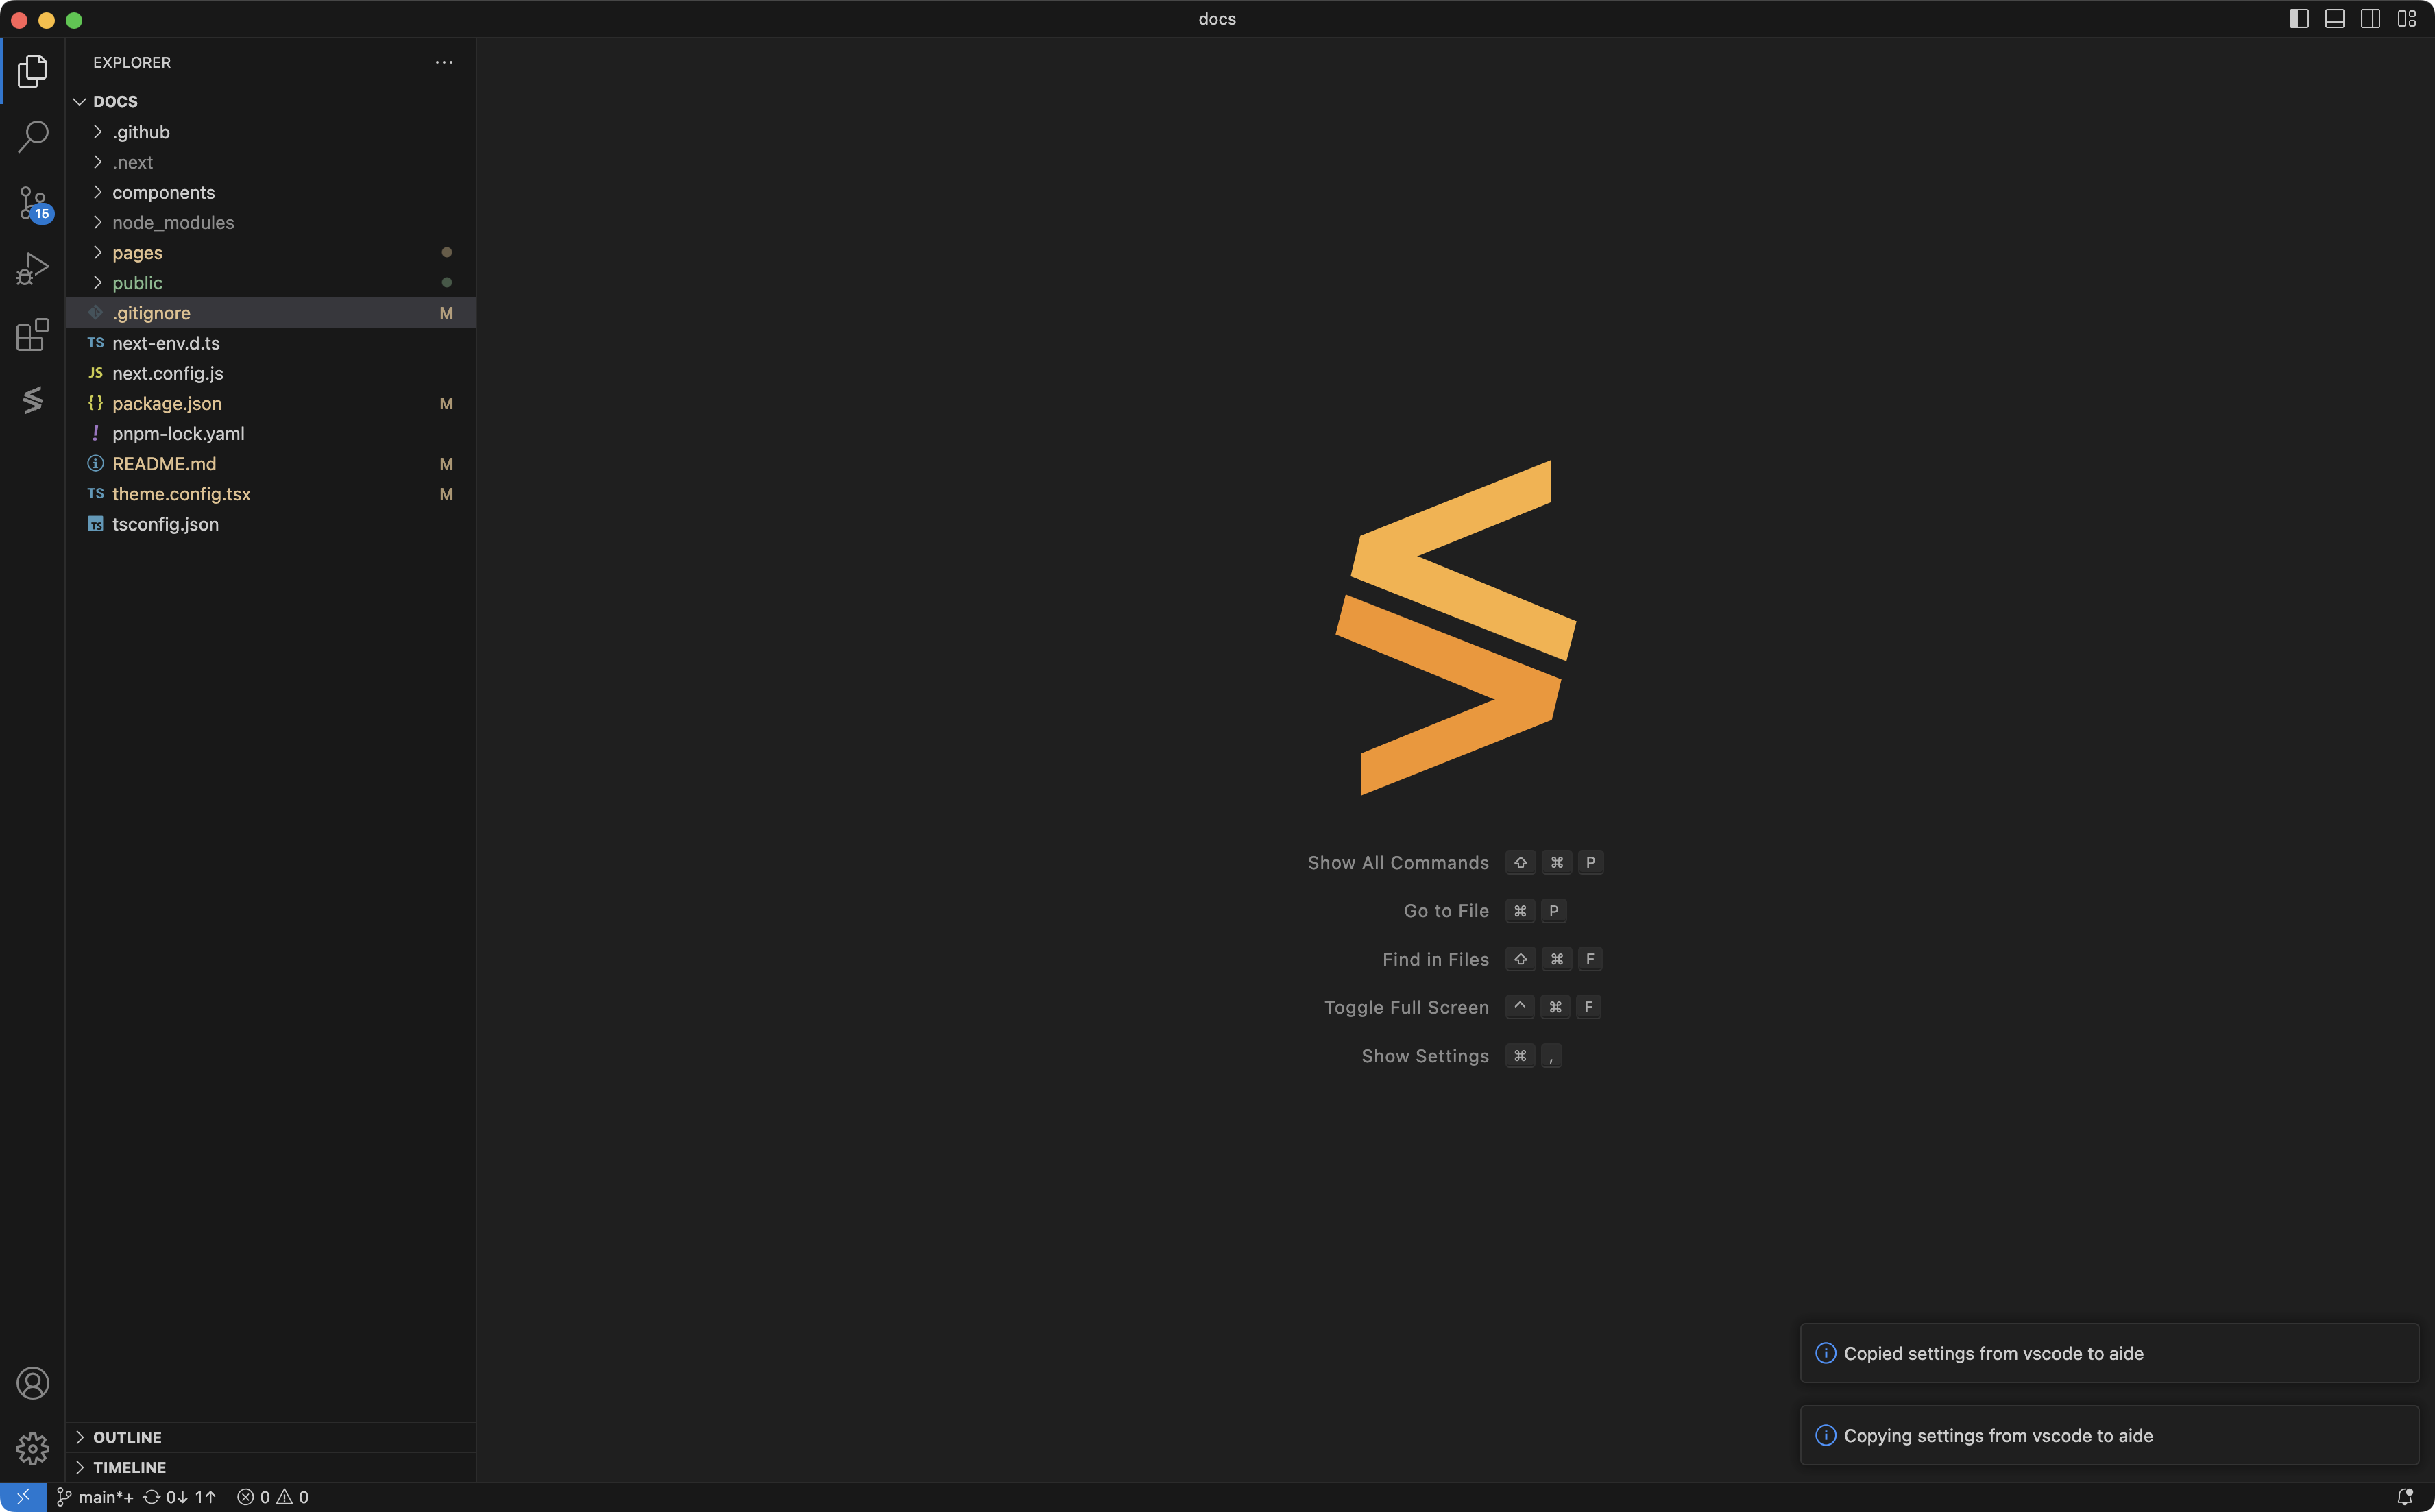 docs
EXPLORER
DOCS
.github
.next
components
15
node_modules
pages
public
.gitignore M
TS next-env.d.ts
JS next.config.js
{} package.json M
! pnpm-lock.yaml
README.md M
TS theme.config.tsx M
TS tsconfig.json
Show All Commands ⇧ ⌘ P
Go to File ⌘ P
Find in Files ⇧ ⌘ F
Toggle Full Screen ^ ⌘ F
Show Settings ⌘ ,
Copied settings from vscode to aide
Copying settings from vscode to aide
OUTLINE
TIMELINE
main*+ 0↓ 1↑ 0 0